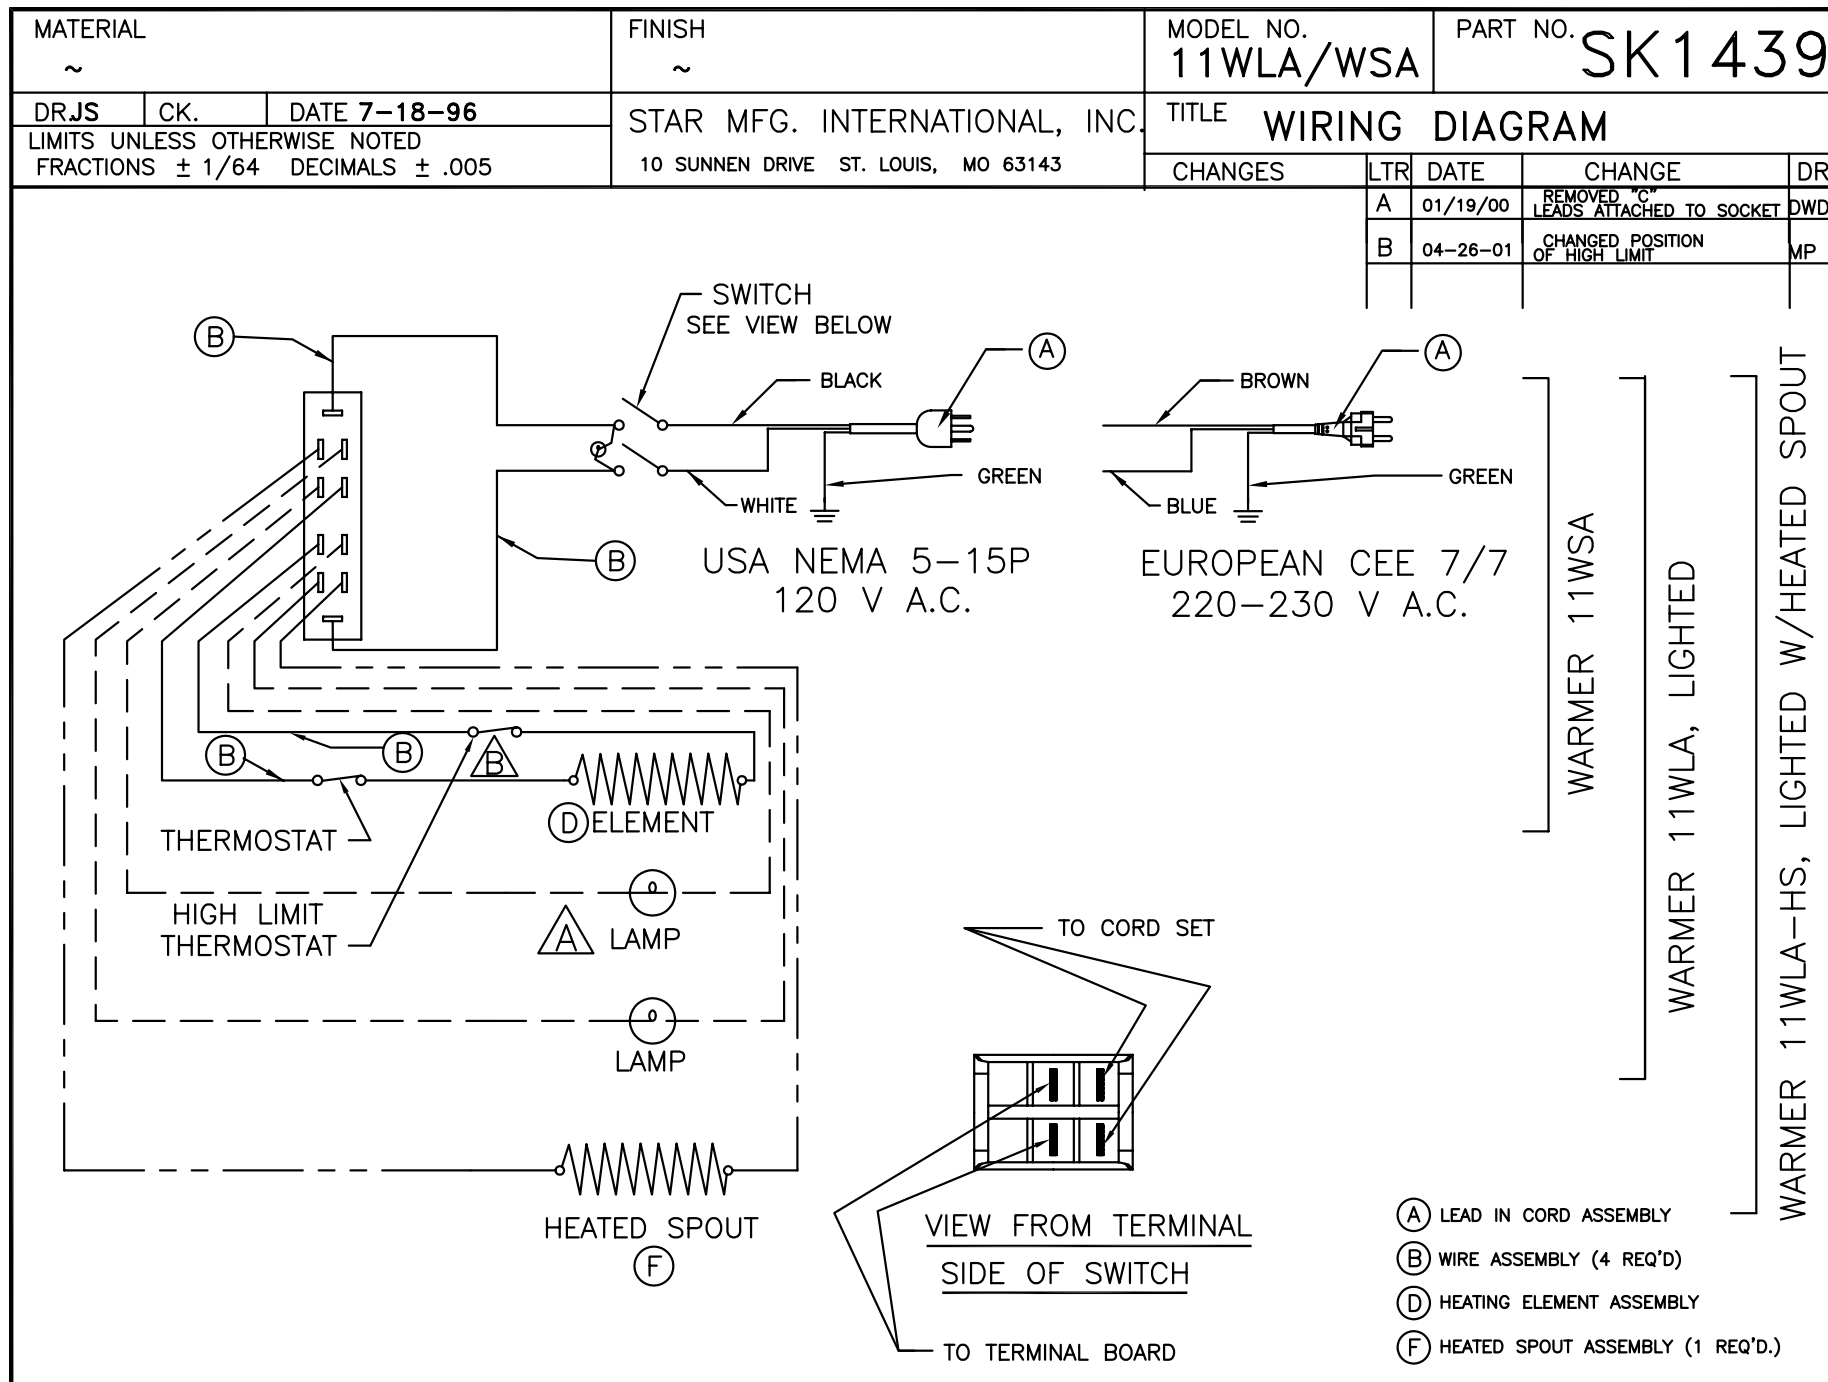 MATERIAL
~
FINISH
~
MODEL NO.
11WLA/WSA
PART NO. SK1439
DR.JS
CK.
DATE 7-18-96
LIMITS UNLESS OTHERWISE NOTED
FRACTIONS ± 1/64 DECIMALS ± .005
STAR MFG. INTERNATIONAL, INC.
10 SUNNEN DRIVE ST. LOUIS, MO 63143
TITLE WIRING DIAGRAM
CHANGES
LTR DATE CHANGE DR
A 01/19/00 REMOVED "C"
LEADS ATTACHED TO SOCKET DWD
B 04-26-01 CHANGED POSITION
OF HIGH LIMIT MP
SWITCH
SEE VIEW BELOW
B
A
A
BLACK
BROWN
GREEN
GREEN
WHITE
BLUE
B
USA NEMA 5-15P
120 V A.C.
EUROPEAN CEE 7/7
220-230 V A.C.
WARMER 11WSA
WARMER 11WLA, LIGHTED
WARMER 11WLA-HS, LIGHTED W/HEATED SPOUT
B
B
B
D ELEMENT
THERMOSTAT
HIGH LIMIT
THERMOSTAT
A
LAMP
LAMP
HEATED SPOUT
F
TO CORD SET
VIEW FROM TERMINAL
SIDE OF SWITCH
TO TERMINAL BOARD
A LEAD IN CORD ASSEMBLY
B WIRE ASSEMBLY (4 REQ'D)
D HEATING ELEMENT ASSEMBLY
F HEATED SPOUT ASSEMBLY (1 REQ'D.)